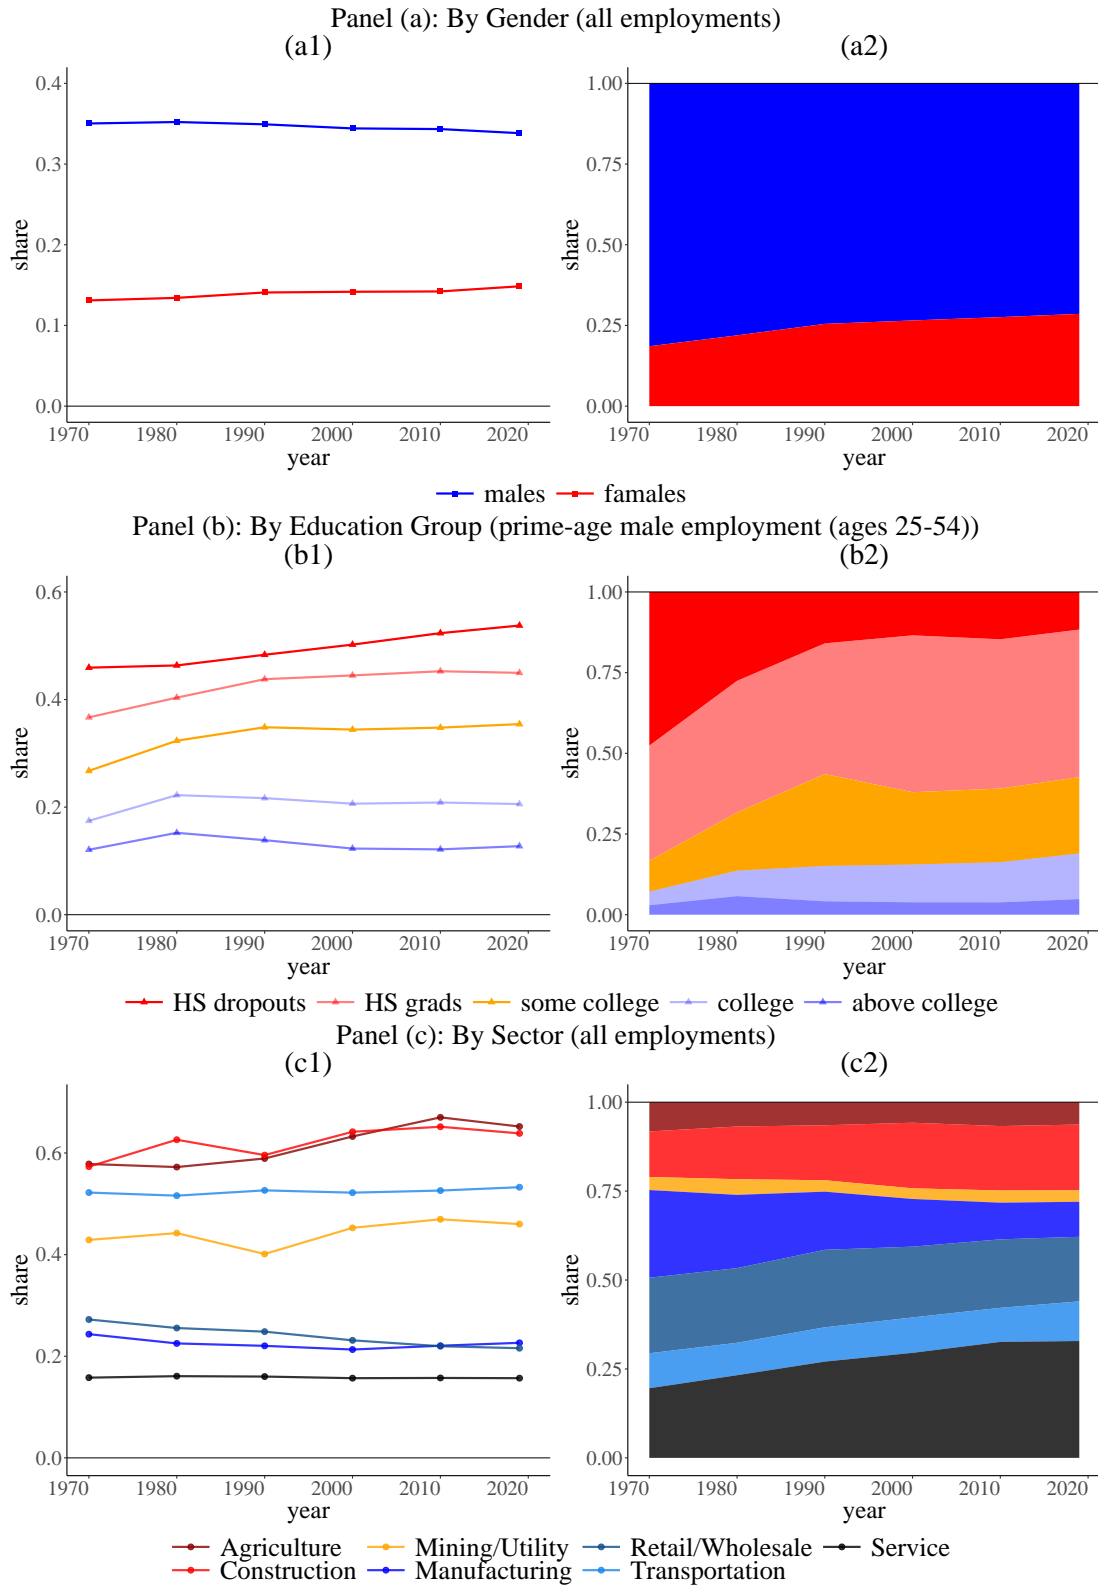 Panel (a): By Gender (all employments)
(a1) (a2)
0.4
0.3
0.2
0.1
0.0
share
1970 1980 1990 2000 2010 2020
year
1.00
0.75
0.50
0.25
0.00
share
1970 1980 1990 2000 2010 2020
year
males famales
Panel (b): By Education Group (prime-age male employment (ages 25-54))
(b1) (b2)
0.6
0.4
0.2
0.0
share
1970 1980 1990 2000 2010 2020
year
1.00
0.75
0.50
0.25
0.00
share
1970 1980 1990 2000 2010 2020
year
HS dropouts HS grads some college college above college
Panel (c): By Sector (all employments)
(c1) (c2)
0.6
0.4
0.2
0.0
share
1970 1980 1990 2000 2010 2020
year
1.00
0.75
0.50
0.25
0.00
share
1970 1980 1990 2000 2010 2020
year
Agriculture Mining/Utility Retail/Wholesale Service
Construction Manufacturing Transportation